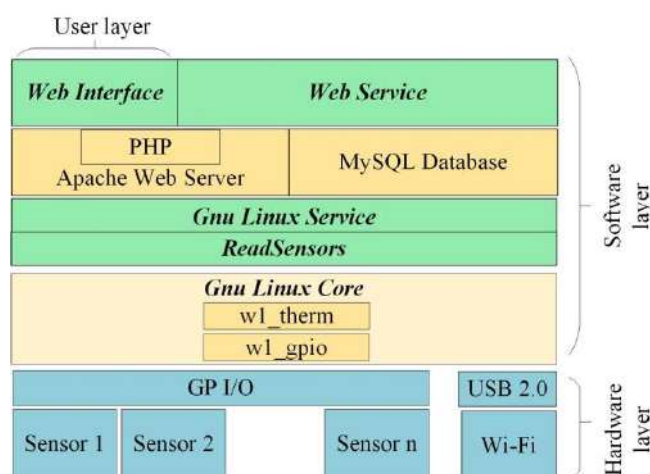 User layer
Web Interface
Web Service
PHP
Apache Web Server
MySQL Database
Gnu Linux Service
ReadSensors
Gnu Linux Core
w1_therm
w1_gpio
Software
layer
GP I/O
USB 2.0
Sensor 1
Sensor 2
Sensor n
Wi-Fi
Hardware
layer